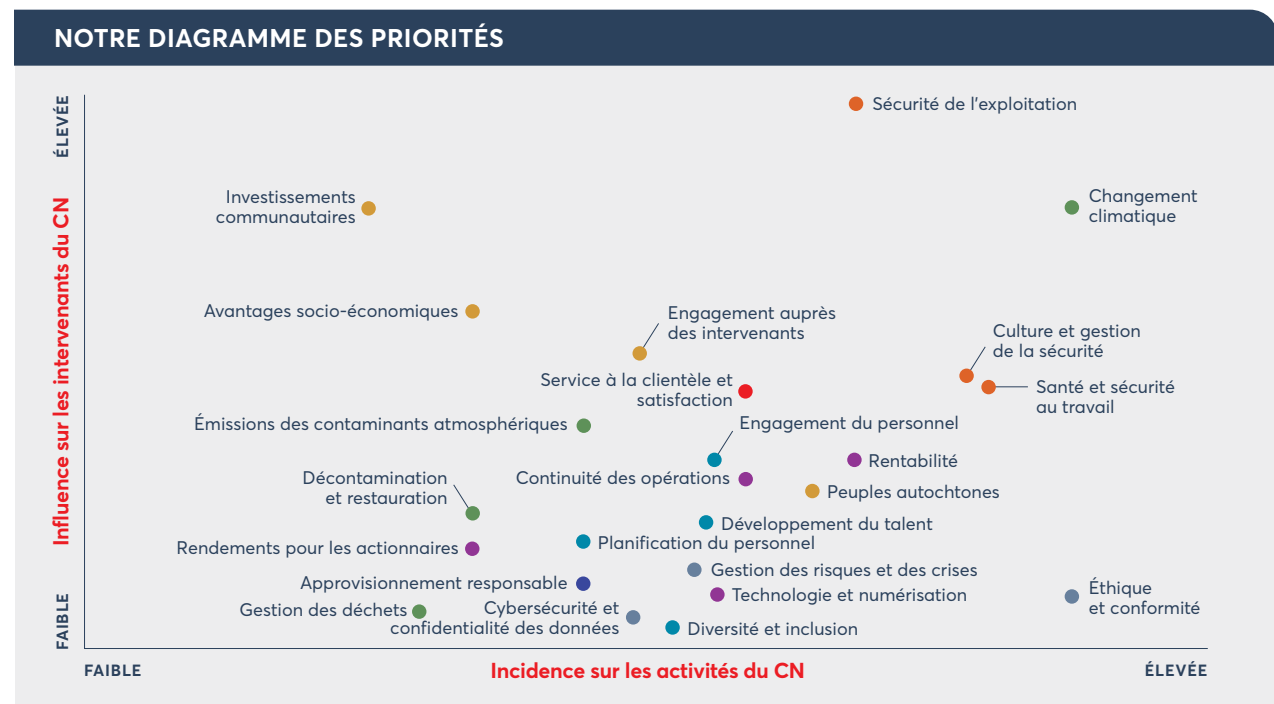 NOTRE DIAGRAMME DES PRIORITÉS
ÉLEVÉE
Influence sur les intervenants du CN
FAIBLE
Sécurité de l'exploitation
Investissements
communautaires
Changement
climatique
Avantages socio-économiques
Engagement auprès
des intervenants
Culture et gestion
de la sécurité
Service à la clientèle et
satisfaction
Santé et sécurité
au travail
Émissions des contaminants atmosphériques
Engagement du personnel
Rentabilité
Décontamination
et restauration
Continuité des opérations
Peuples autochtones
Développement du talent
Rendements pour les actionnaires
Planification du personnel
Gestion des risques et des crises
Approvisionnement responsable
Technologie et numérisation
Éthique
et conformité
Gestion des déchets
Cybersécurité et
confidentialité des données
Diversité et inclusion
FAIBLE
Incidence sur les activités du CN
ÉLEVÉE